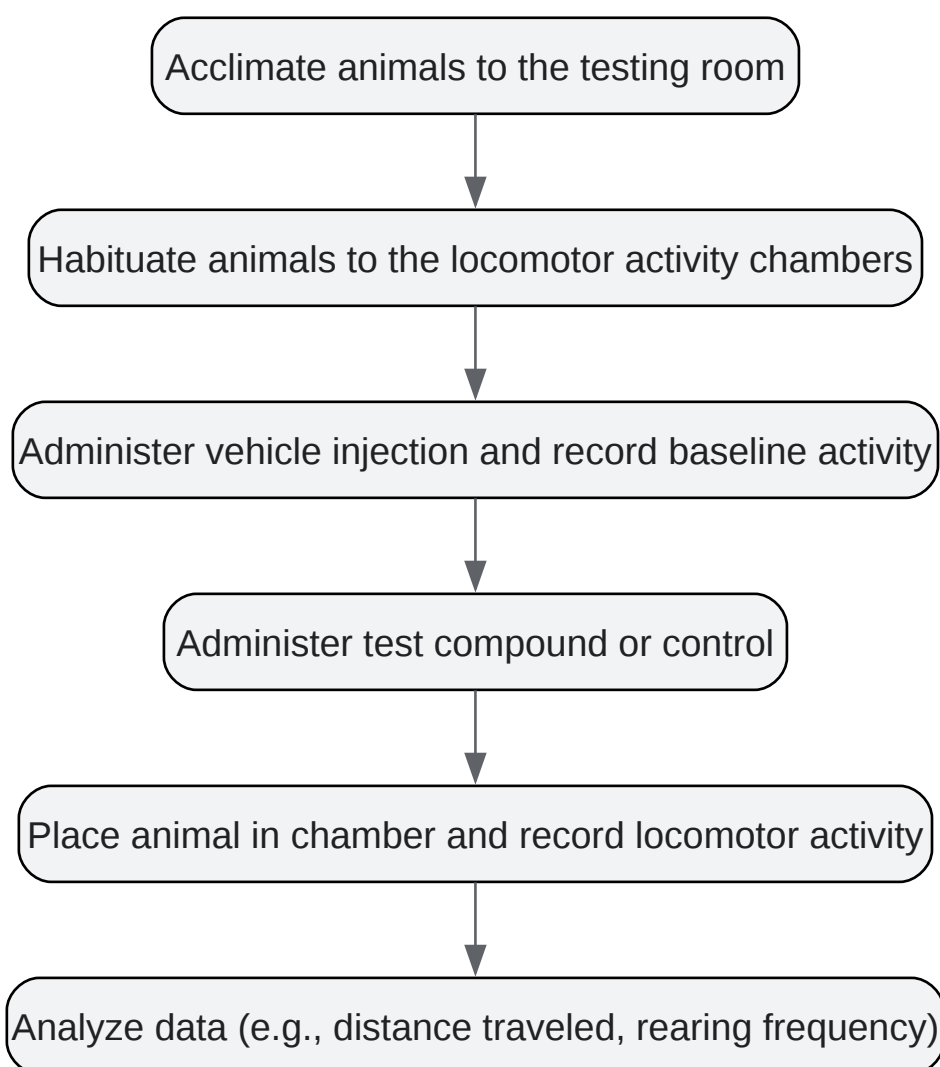 Acclimate animals to the testing room
Habituate animals to the locomotor activity chambers
Administer vehicle injection and record baseline activity
Administer test compound or control
Place animal in chamber and record locomotor activity
Analyze data (e.g., distance traveled, rearing frequency)